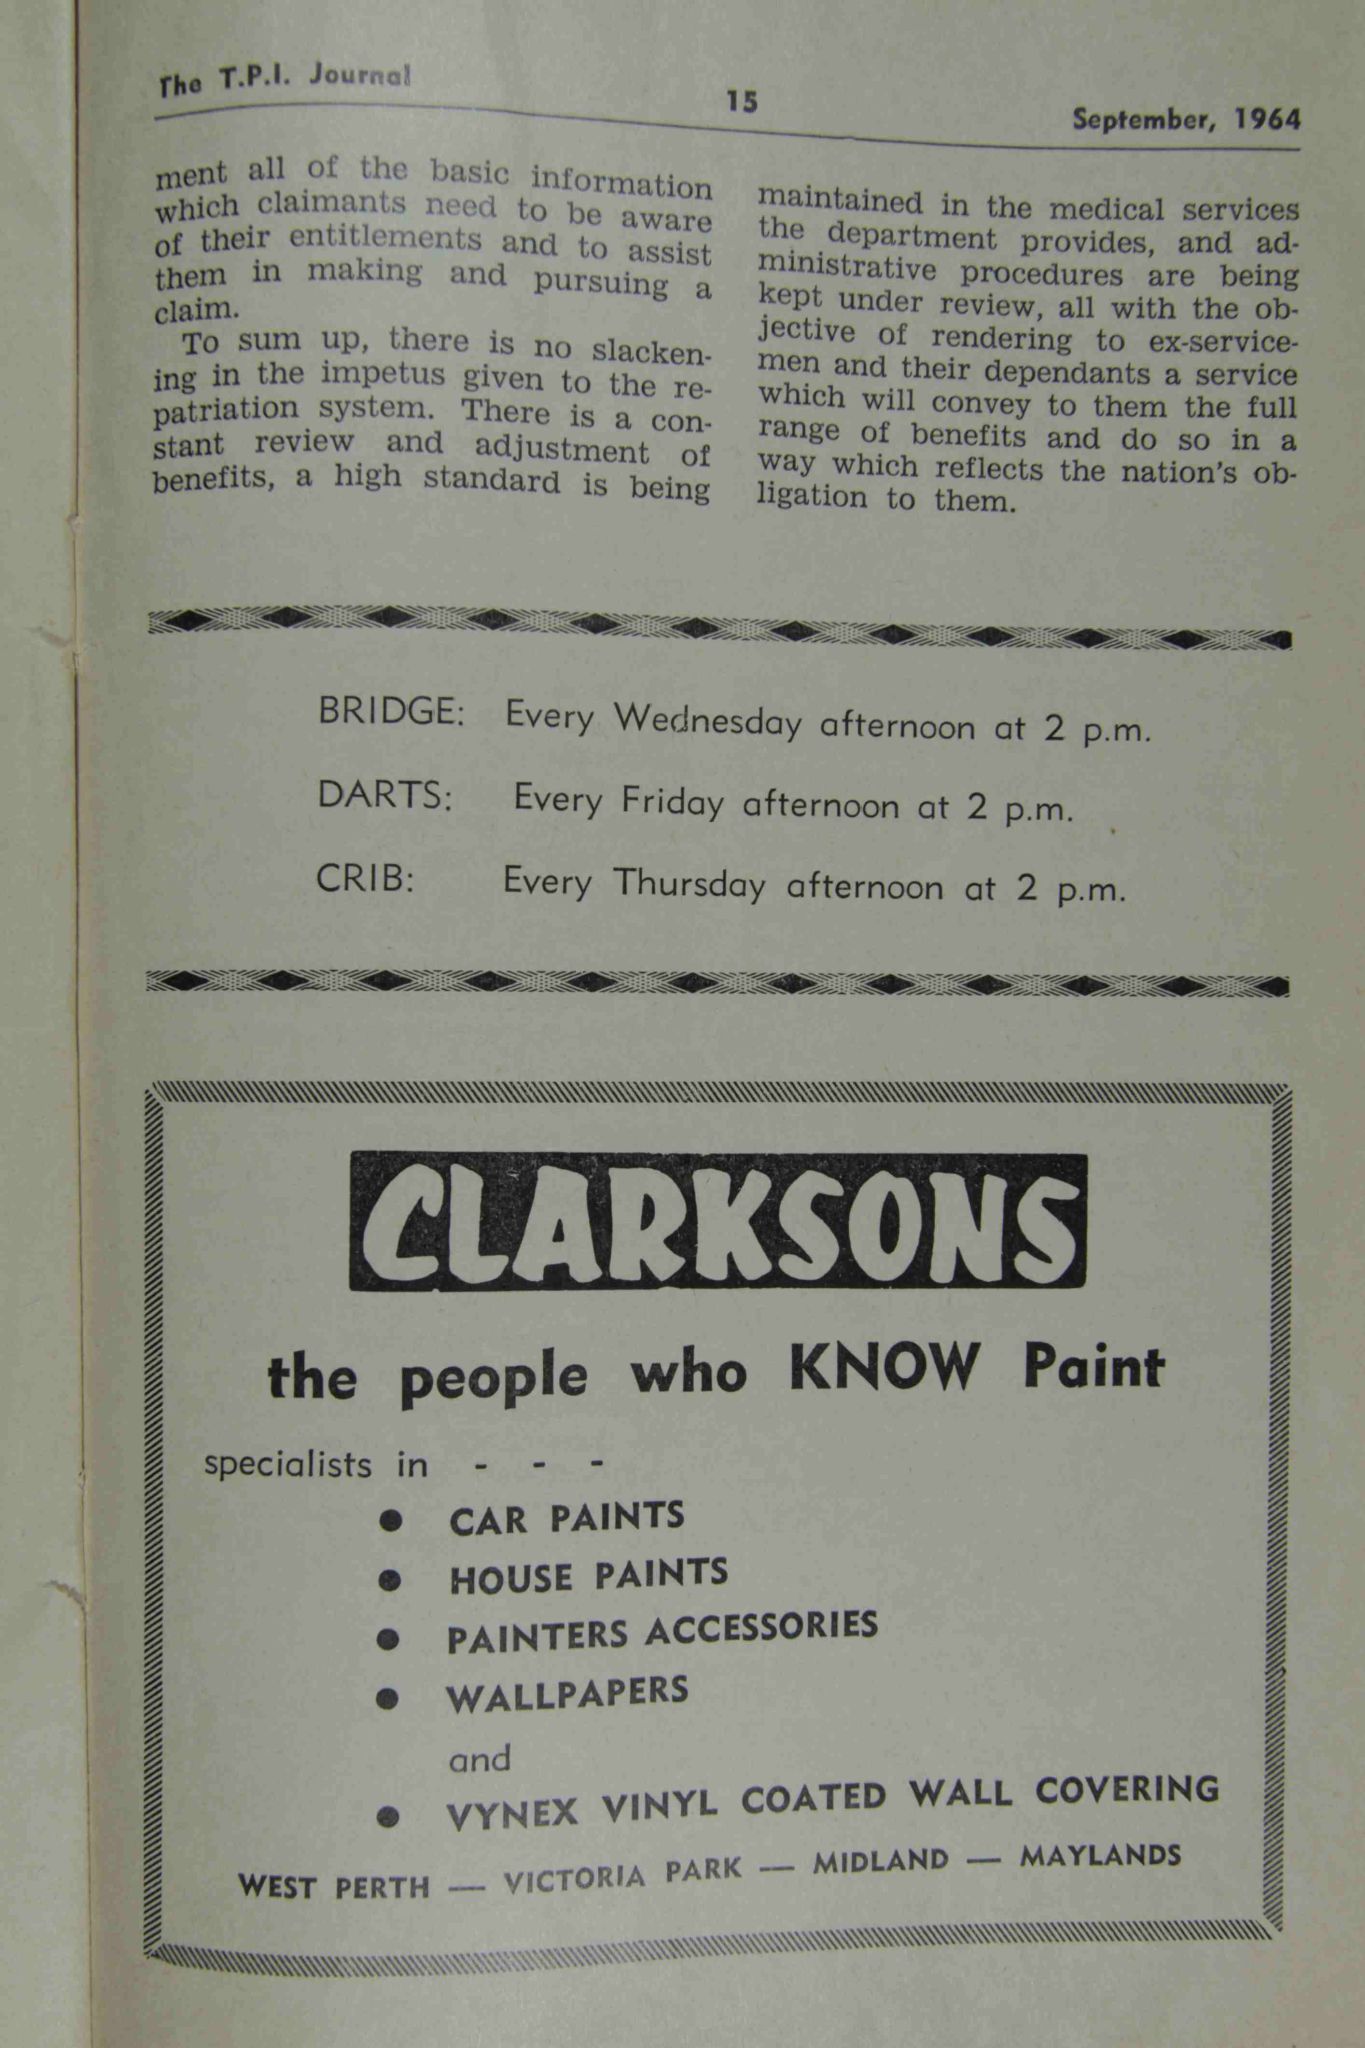 The T.P.I. Journal
15
September, 1964
ment all of the basic information
which claimants need to be aware
of their entitlements and to assist
them in making and pursuing a
claim.
To sum up, there is no slacken-
ing in the impetus given to the re-
patriation system. There is a con-
stant review and adjustment of
benefits, a high standard is being
maintained in the medical services
the department provides, and ad-
ministrative procedures are being
kept under review, all with the ob-
jective of rendering to ex-service-
men and their dependants a service
which will convey to them the full
range of benefits and do so in a
way which reflects the nation's ob-
ligation to them.
BRIDGE: Every Wednesday afternoon at 2 p.m.
DARTS: Every Friday afternoon at 2 p.m.
CRIB: Every Thursday afternoon at 2 p.m.
CLARKSONS
the people who KNOW Paint
specialists in - - -
● CAR PAINTS
● HOUSE PAINTS
● PAINTERS ACCESSORIES
● WALLPAPERS
and
● VYNEX VINYL COATED WALL COVERING
WEST PERTH — VICTORIA PARK — MIDLAND — MAYLANDS